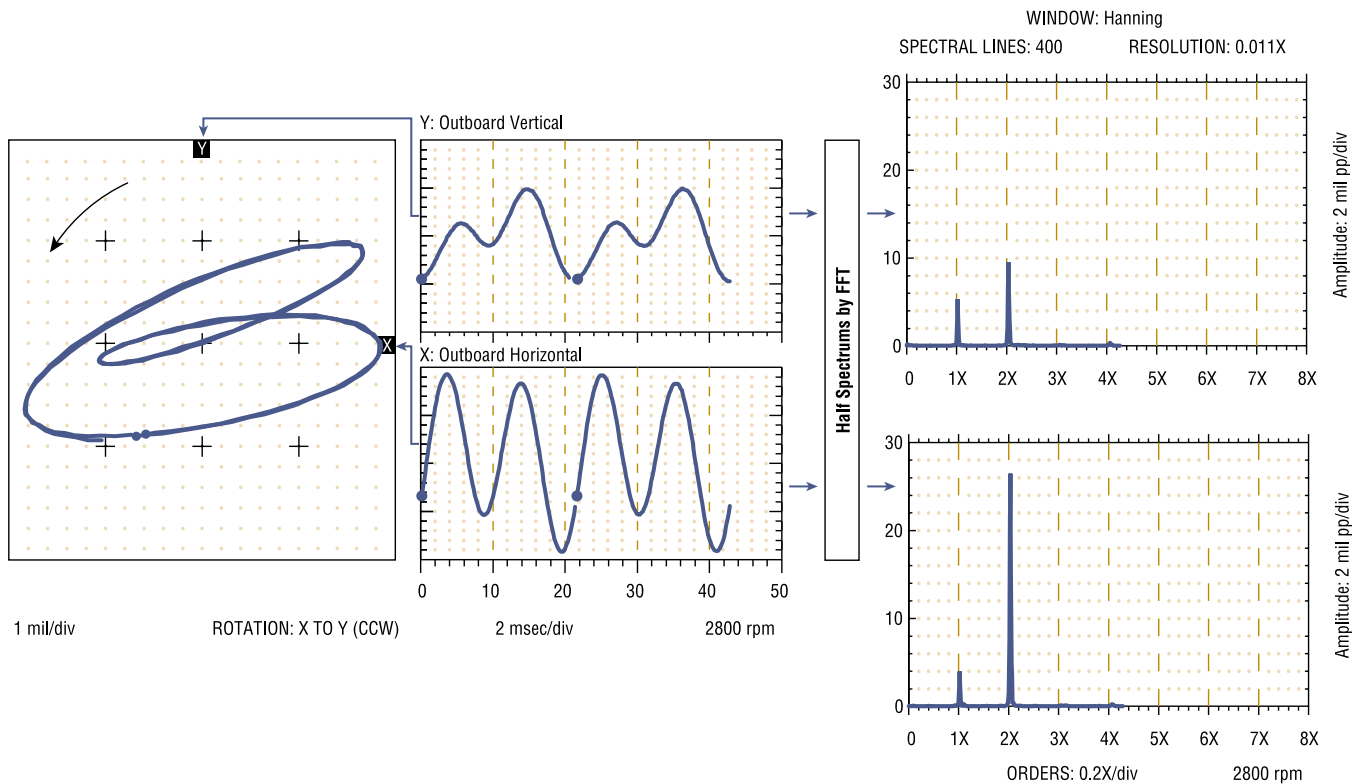 WINDOW: Hanning
SPECTRAL LINES: 400 RESOLUTION: 0.011X
Y
X
1 mil/div ROTATION: X TO Y (CCW)
Y: Outboard Vertical
X: Outboard Horizontal
0 10 20 30 40 50
2 msec/div 2800 rpm
Half Spectrums by FFT
30
20
10
0
0 1X 2X 3X 4X 5X 6X 7X 8X
Amplitude: 2 mil pp/div
30
20
10
0
0 1X 2X 3X 4X 5X 6X 7X 8X
Amplitude: 2 mil pp/div
ORDERS: 0.2X/div 2800 rpm